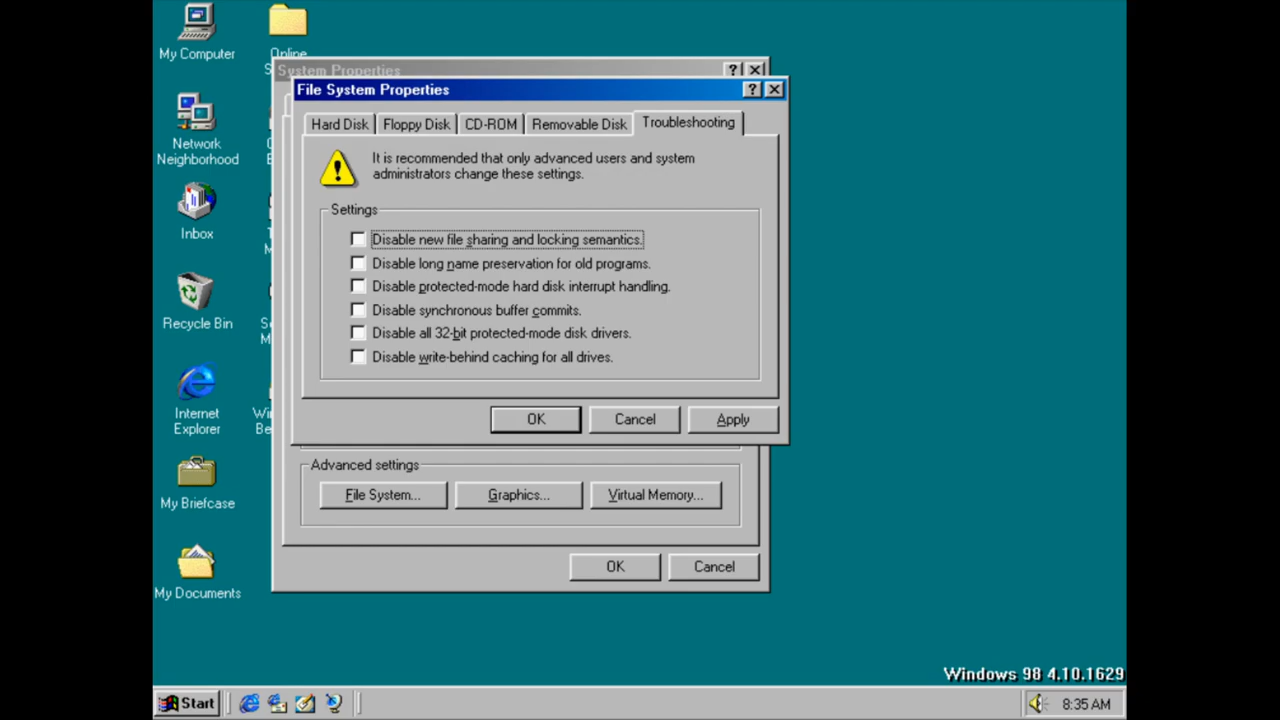 My Computer
Online
S
System Properties
File System Properties
Hard Disk
Floppy Disk
CD-ROM
Removable Disk
Troubleshooting
It is recommended that only advanced users and system
administrators change these settings.
Settings
Disable new file sharing and locking semantics.
Disable long name preservation for old programs.
Disable protected-mode hard disk interrupt handling.
Disable synchronous buffer commits.
Disable all 32-bit protected-mode disk drivers.
Disable write-behind caching for all drives.
OK
Cancel
Apply
Advanced settings
File System...
Graphics...
Virtual Memory...
OK
Cancel
Network
Neighborhood
Inbox
Recycle Bin
Internet
Explorer
My Briefcase
My Documents
Windows 98 4.10.1629
Start
8:35 AM